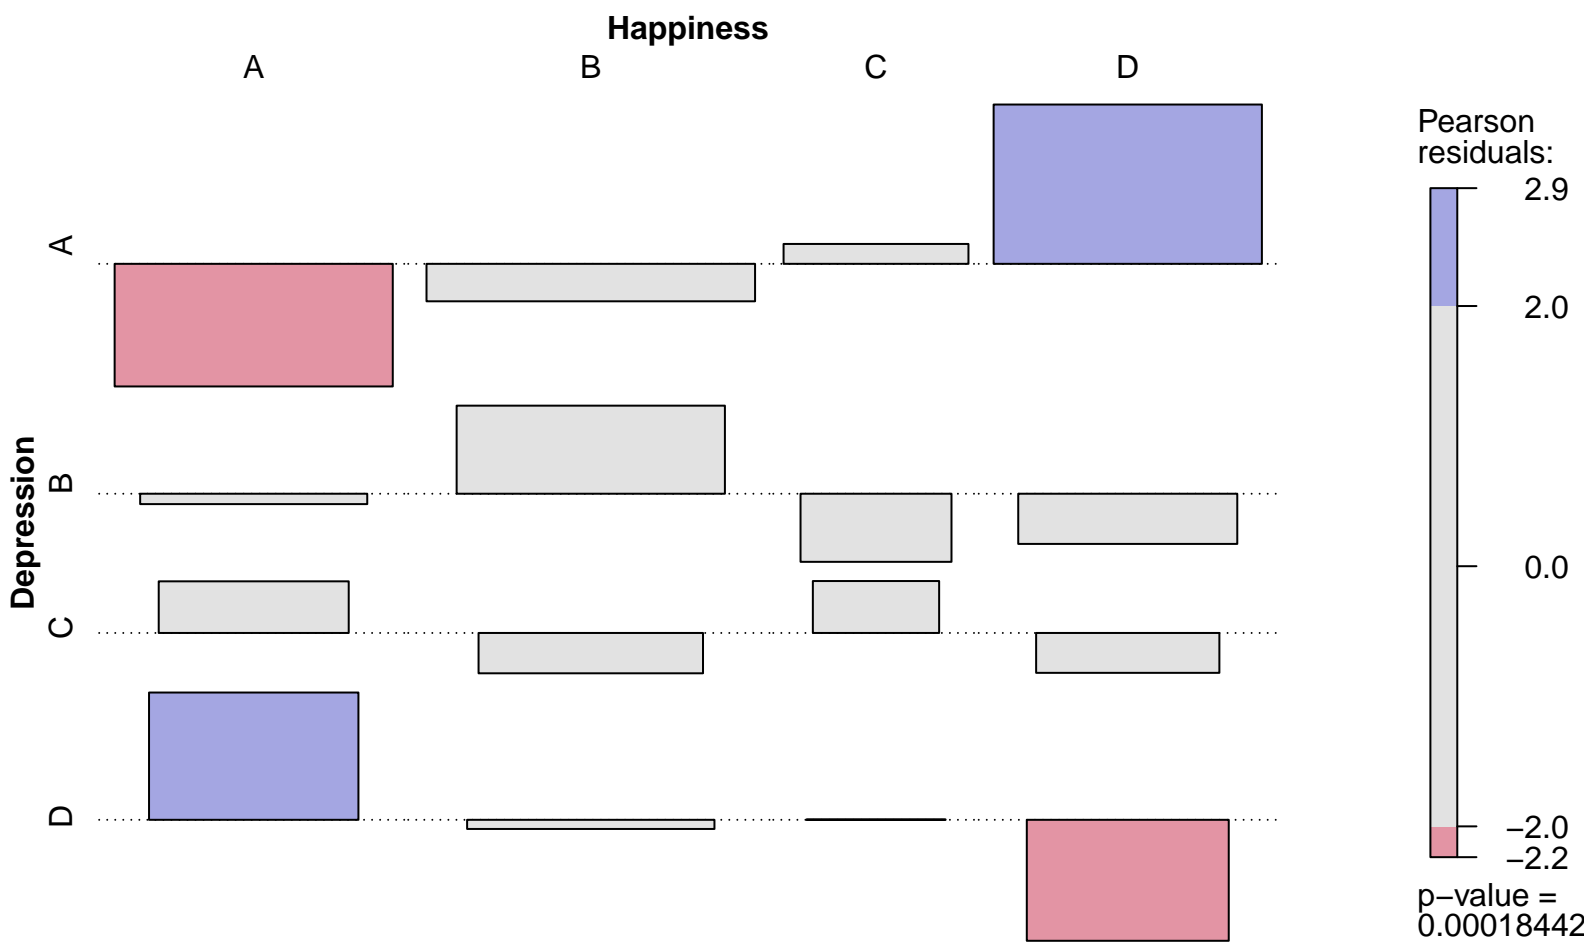 Happiness
A B C D
Depression
A
B
C
D
Pearson
residuals:
2.9
2.0
0.0
−2.0
−2.2
p−value =
0.00018442